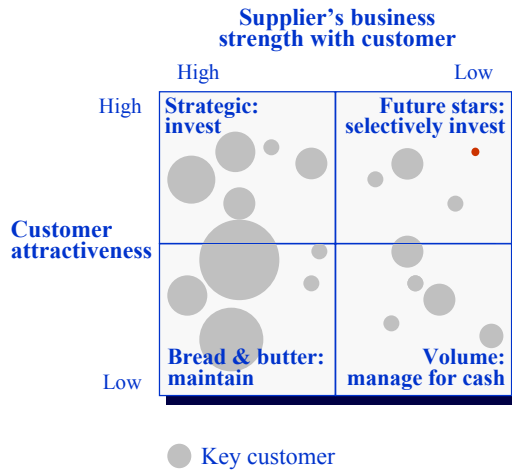 Supplier’s business
strength with customer
High
Low
High
Strategic:
invest
Future stars:
selectively invest
Customer
attractiveness
Bread & butter:
maintain
Volume:
manage for cash
Low
Key customer